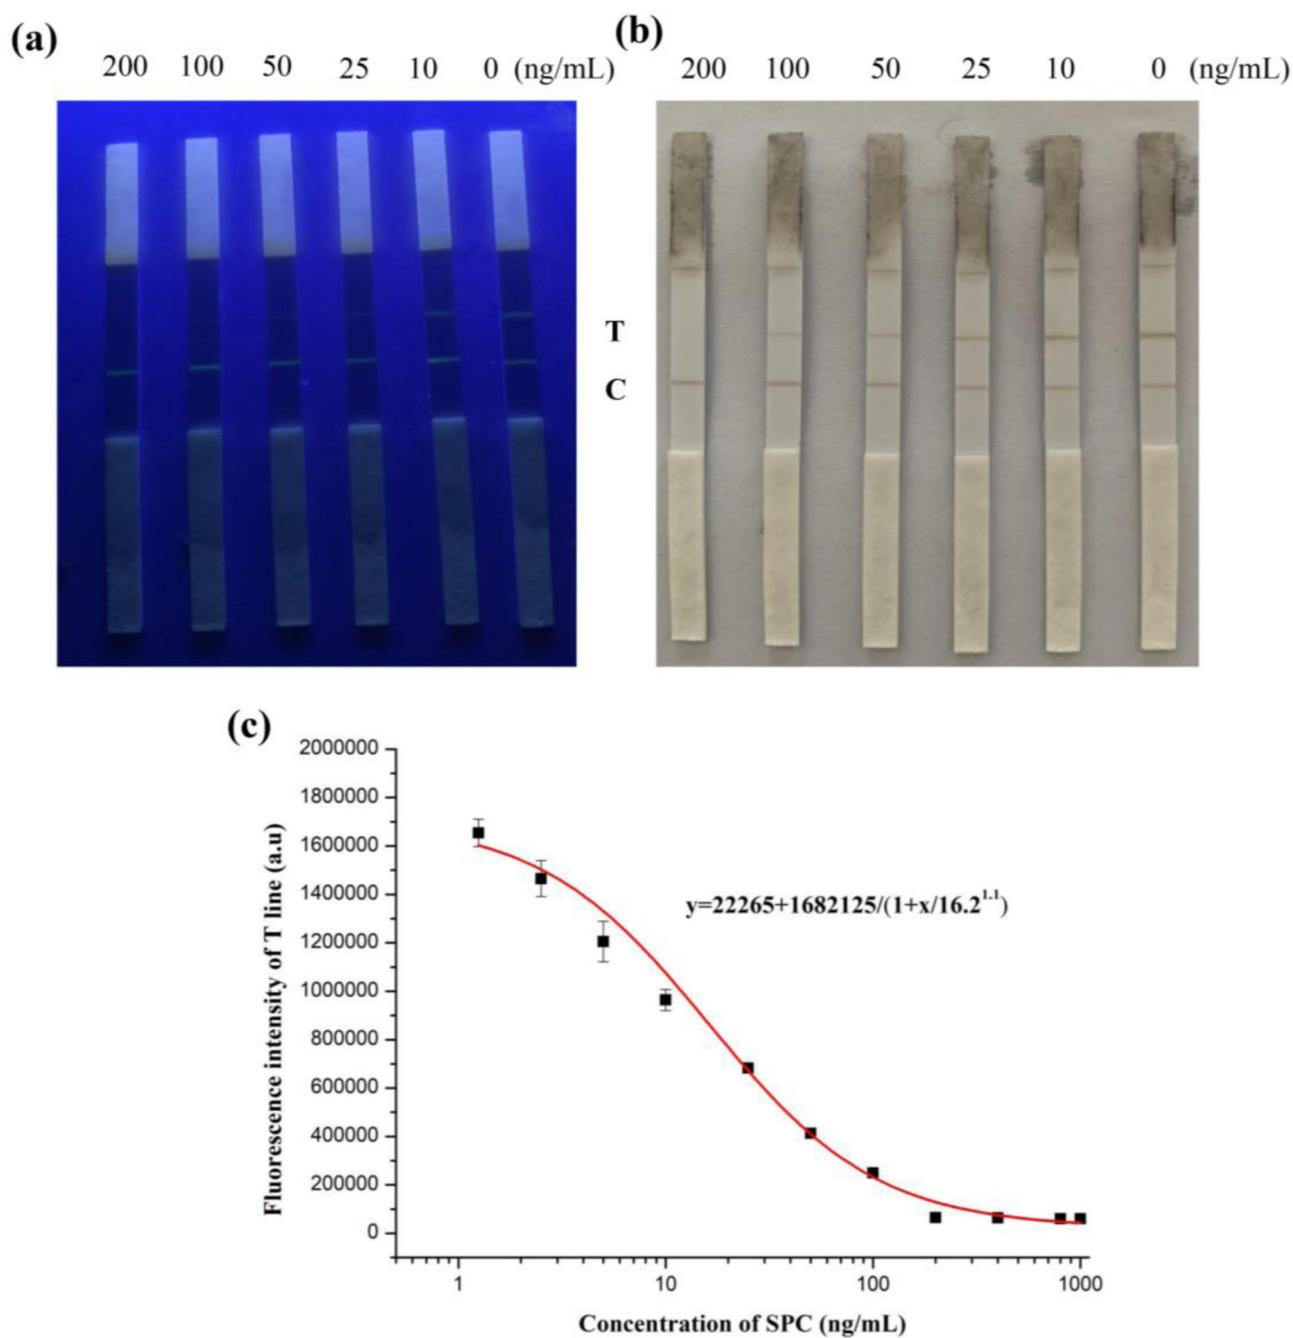 (a)
200 100 50 25 10 0 (ng/mL)
(b)
200 100 50 25 10 0 (ng/mL)
T
C
(c)
2000000
1800000
1600000
1400000
1200000
1000000
800000
600000
400000
200000
0
Fluorescence intensity of T line (a.u)
y=22265+1682125/(1+x/16.2^1.1)
1 10 100 1000
Concentration of SPC (ng/mL)